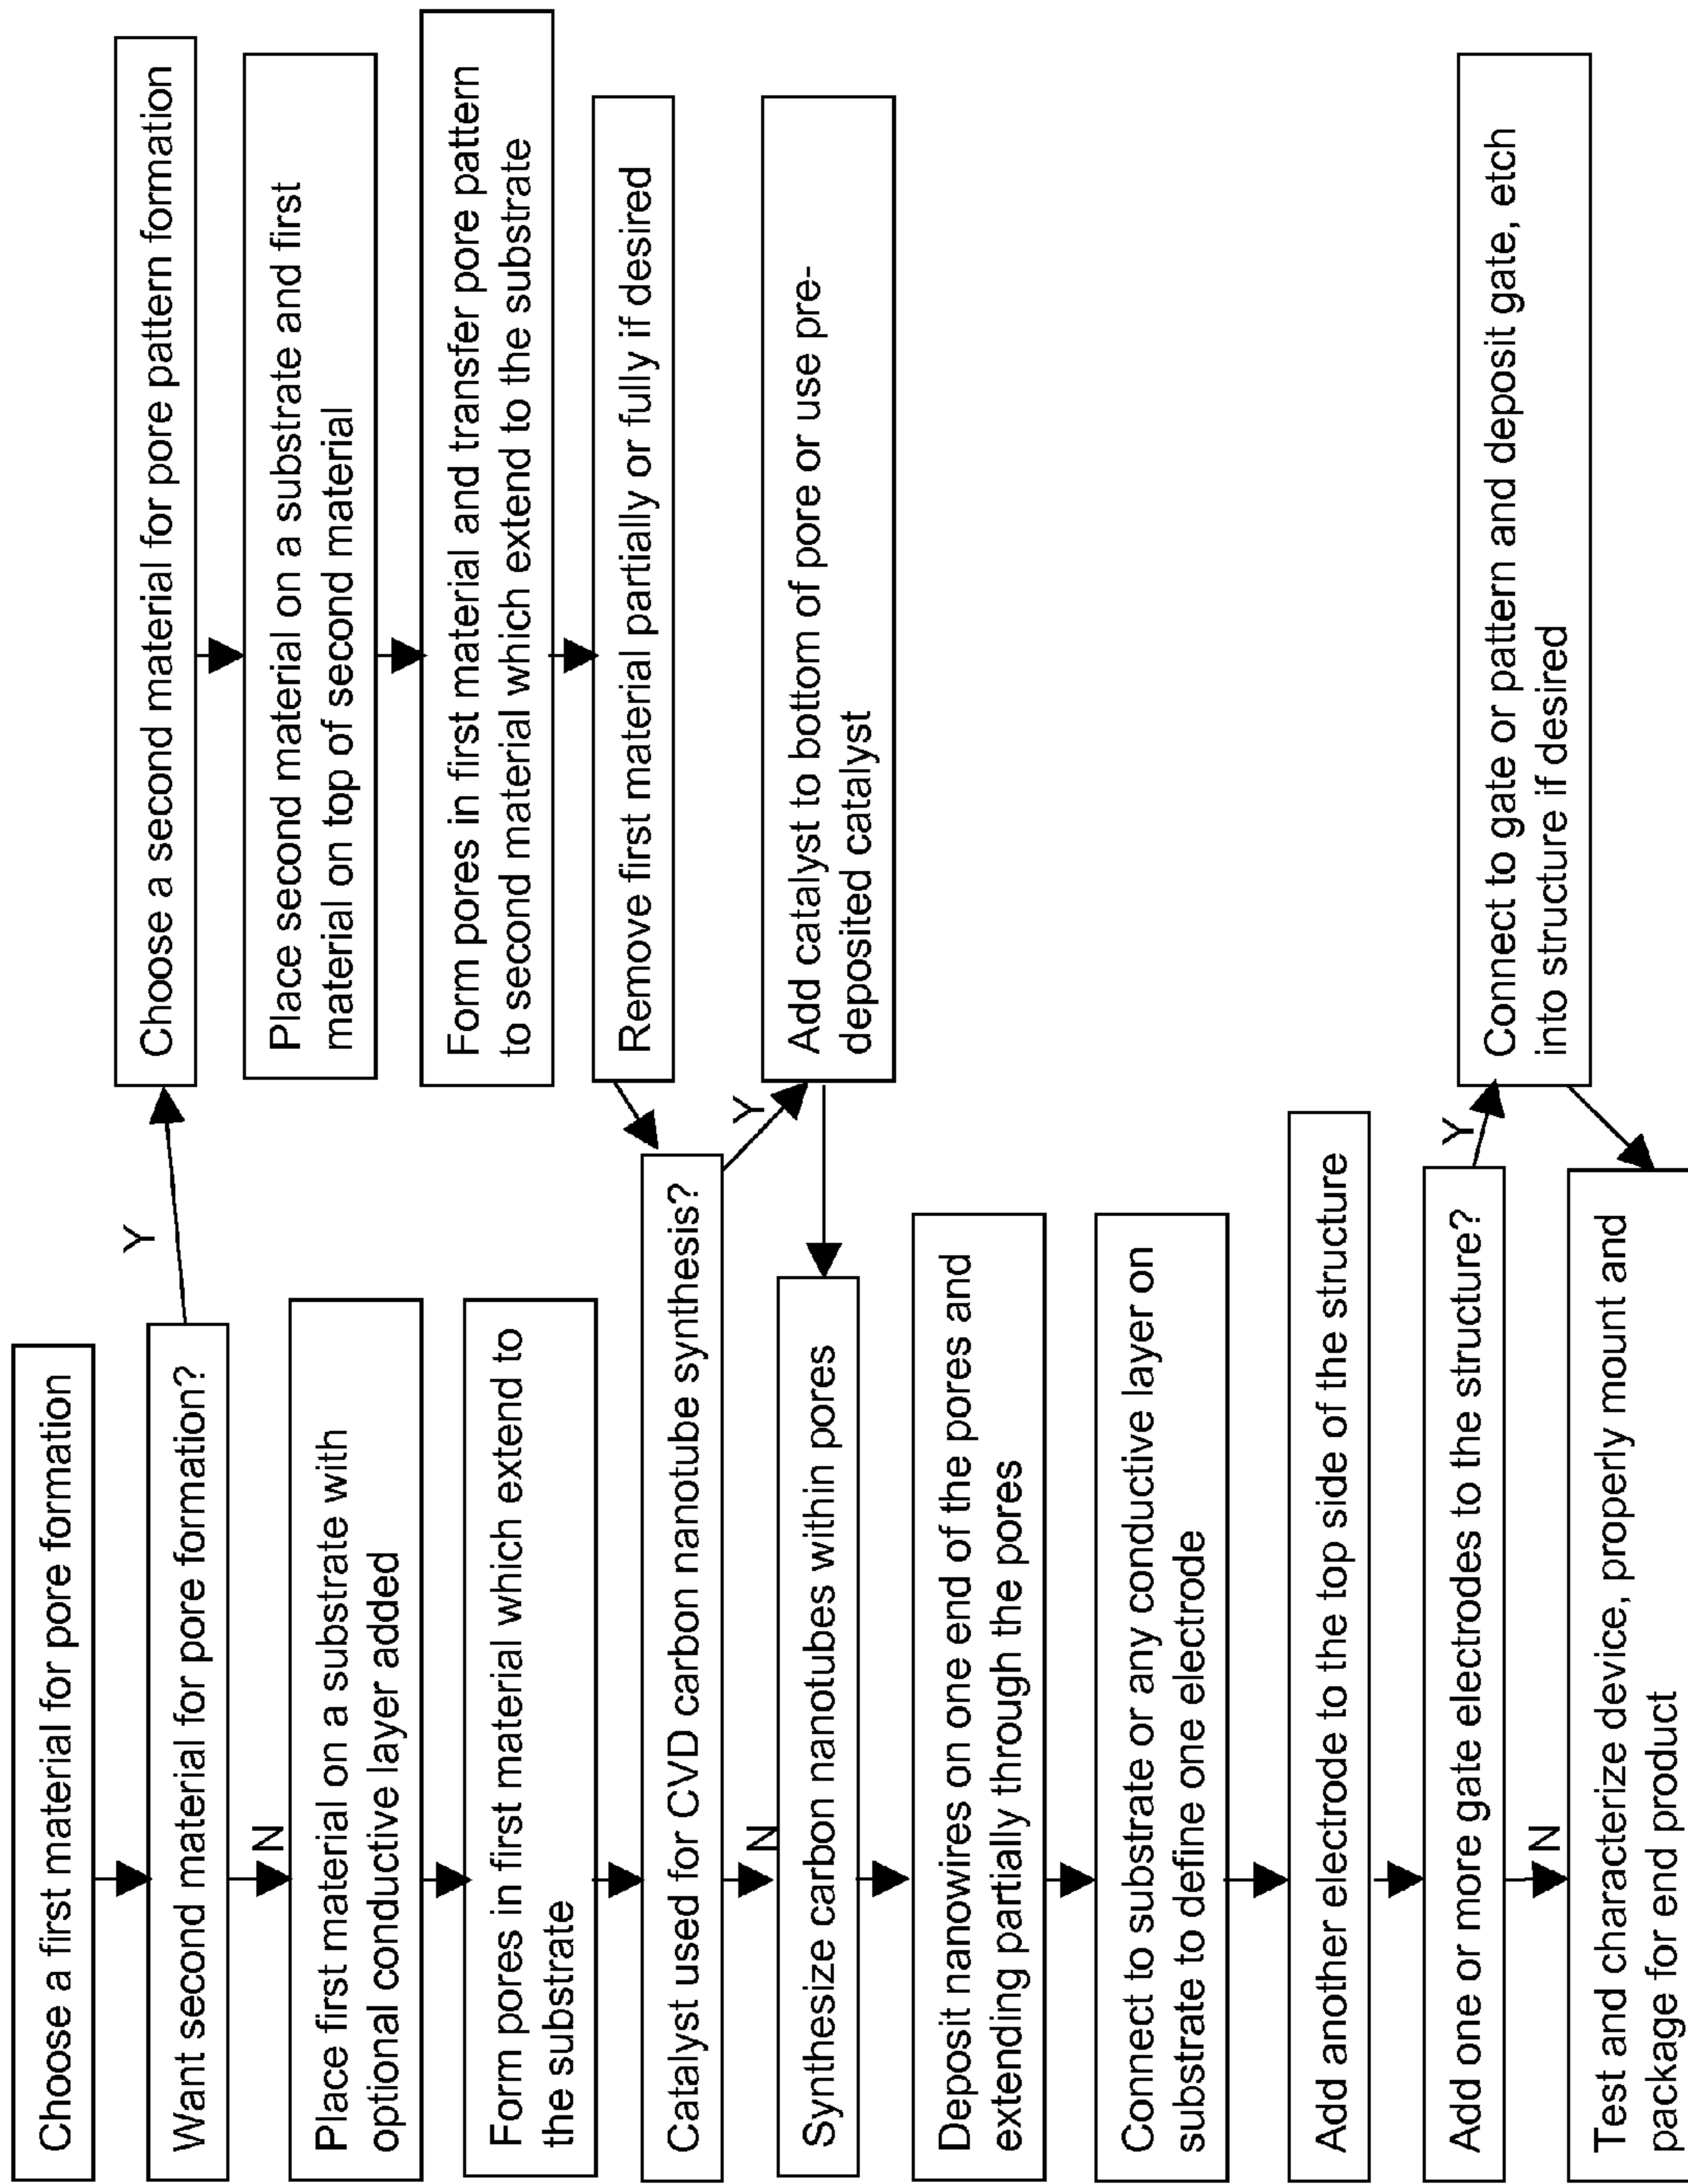 Choose a first material for pore formation
Want second material for pore formation?
Y
Choose a second material for pore pattern formation
Place second material on a substrate and first
material on top of second material
Form pores in first material and transfer pore pattern
to second material which extend to the substrate
Remove first material partially or fully if desired
N
Place first material on a substrate with
optional conductive layer added
Form pores in first material which extend to
the substrate
Catalyst used for CVD carbon nanotube synthesis?
Y
Add catalyst to bottom of pore or use pre-
deposited catalyst
N
Synthesize carbon nanotubes within pores
Deposit nanowires on one end of the pores and
extending partially through the pores
Connect to substrate or any conductive layer on
substrate to define one electrode
Add another electrode to the top side of the structure
Add one or more gate electrodes to the structure?
Y
Connect to gate or pattern and deposit gate, etch
into structure if desired
N
Test and characterize device, properly mount and
package for end product